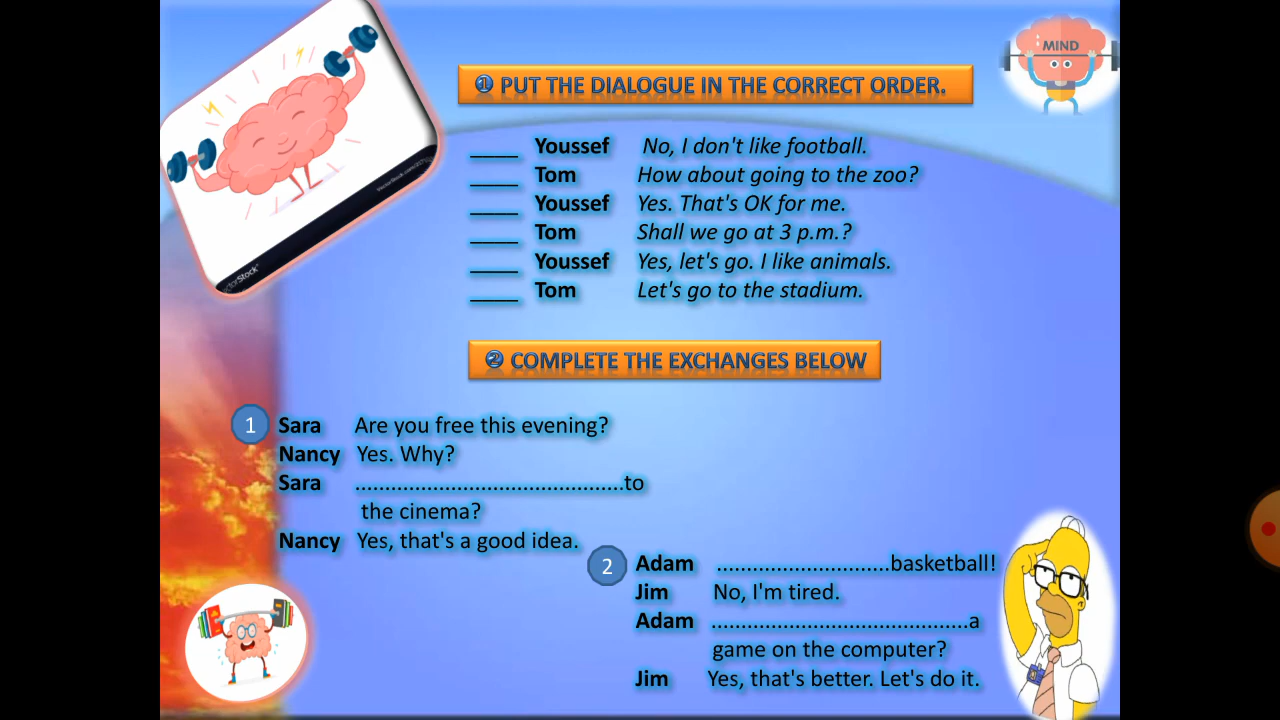 MIND
① PUT THE DIALOGUE IN THE CORRECT ORDER.
____ Youssef No, I don't like football.
____ Tom How about going to the zoo?
____ Youssef Yes. That's OK for me.
____ Tom Shall we go at 3 p.m.?
____ Youssef Yes, let's go. I like animals.
____ Tom Let's go to the stadium.
② COMPLETE THE EXCHANGES BELOW
1 Sara Are you free this evening?
Nancy Yes. Why?
Sara .............................................to
the cinema?
Nancy Yes, that's a good idea.
2 Adam .............................basketball!
Jim No, I'm tired.
Adam ...........................................a
game on the computer?
Jim Yes, that's better. Let's do it.